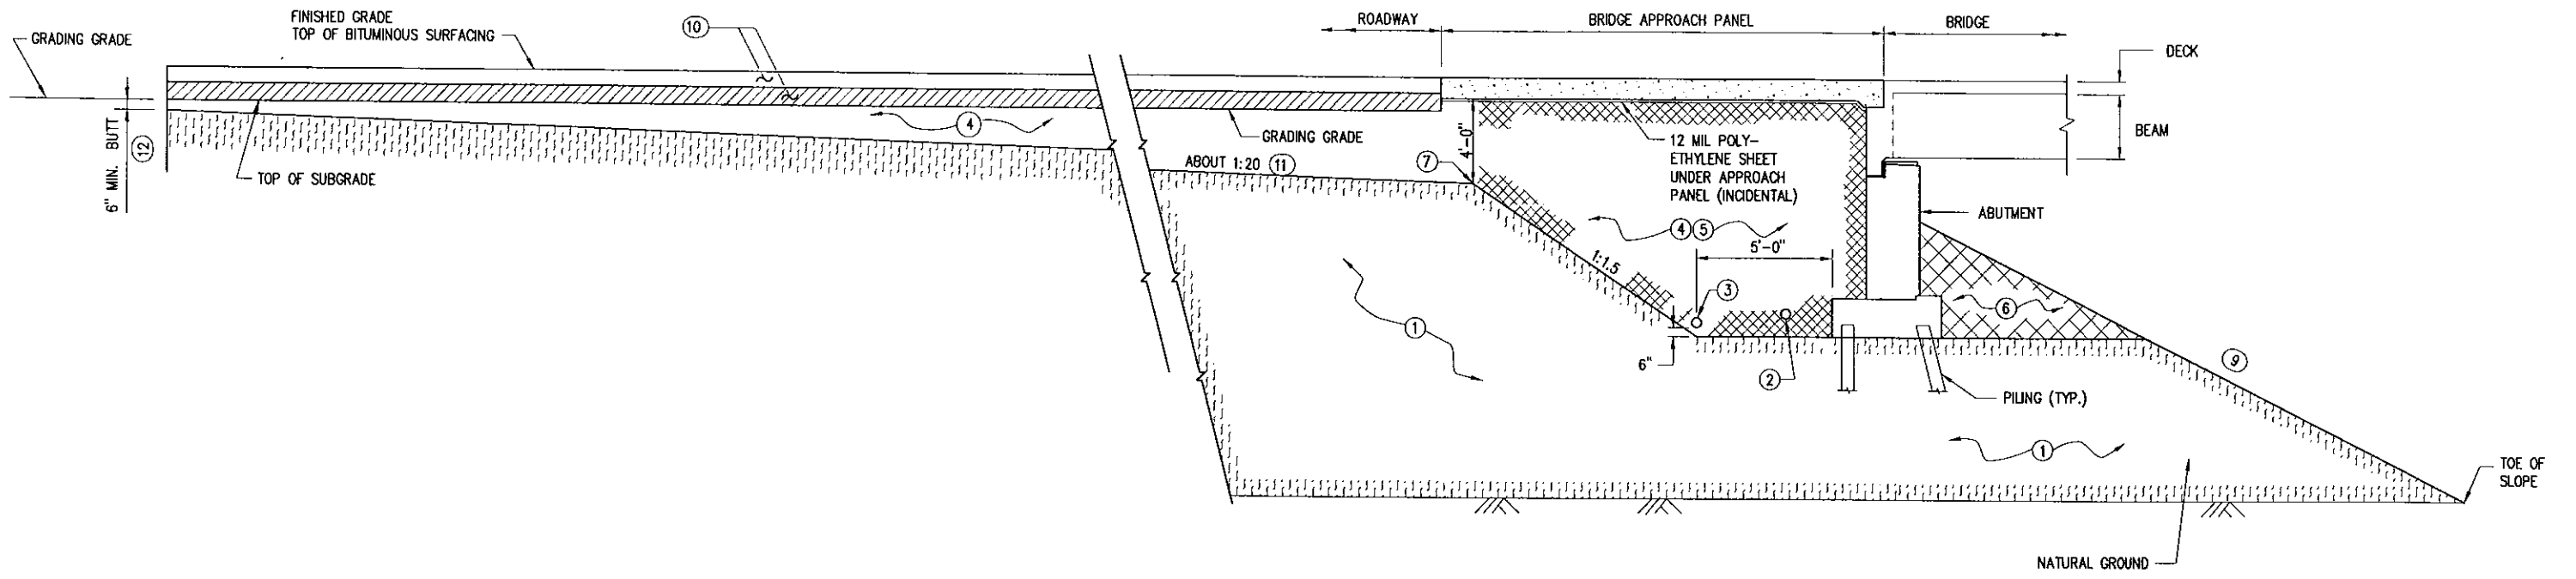 FINISHED GRADE
TOP OF BITUMINOUS SURFACING
GRADING GRADE
10
ROADWAY
BRIDGE APPROACH PANEL
BRIDGE
DECK
BEAM
6" MIN. BUTT
12
TOP OF SUBGRADE
4
GRADING GRADE
ABOUT 1:20
11
7
4'-0"
12 MIL POLY-
ETHYLENE SHEET
UNDER APPROACH
PANEL (INCIDENTAL)
ABUTMENT
4 5
5'-0"
1:1.5
3
6
1
6"
2
9
PILING (TYP.)
1
TOE OF
SLOPE
NATURAL GROUND